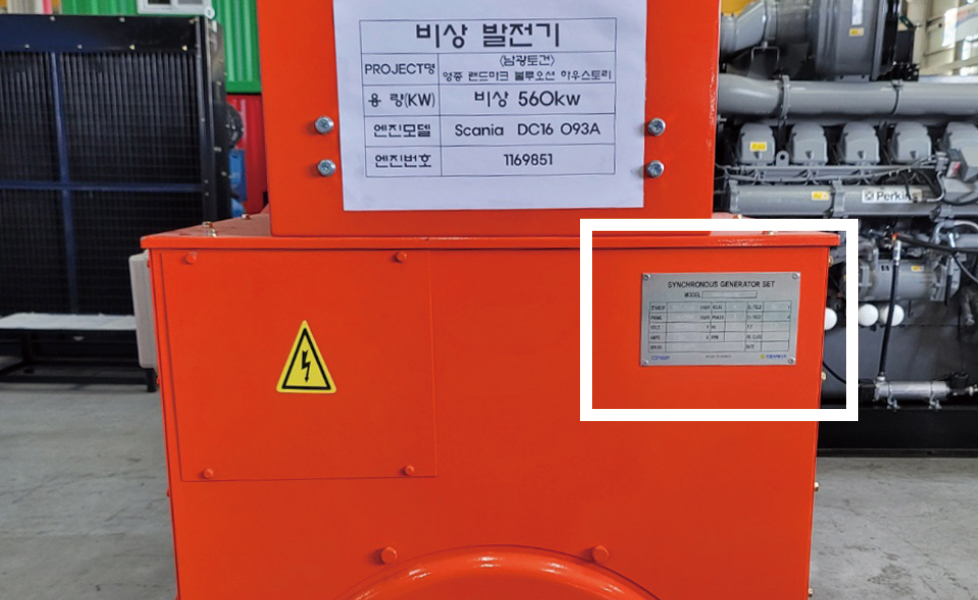 비상 발전기
PROJECT명
<남광토건>
영종 랜드마크 블루오션 하우스토리
용 량(KW) 비상 560kw
엔진모델 Scania DC16 093A
엔진번호 1169851
Perkins
SYNCHRONOUS GENERATOR SET
MODEL